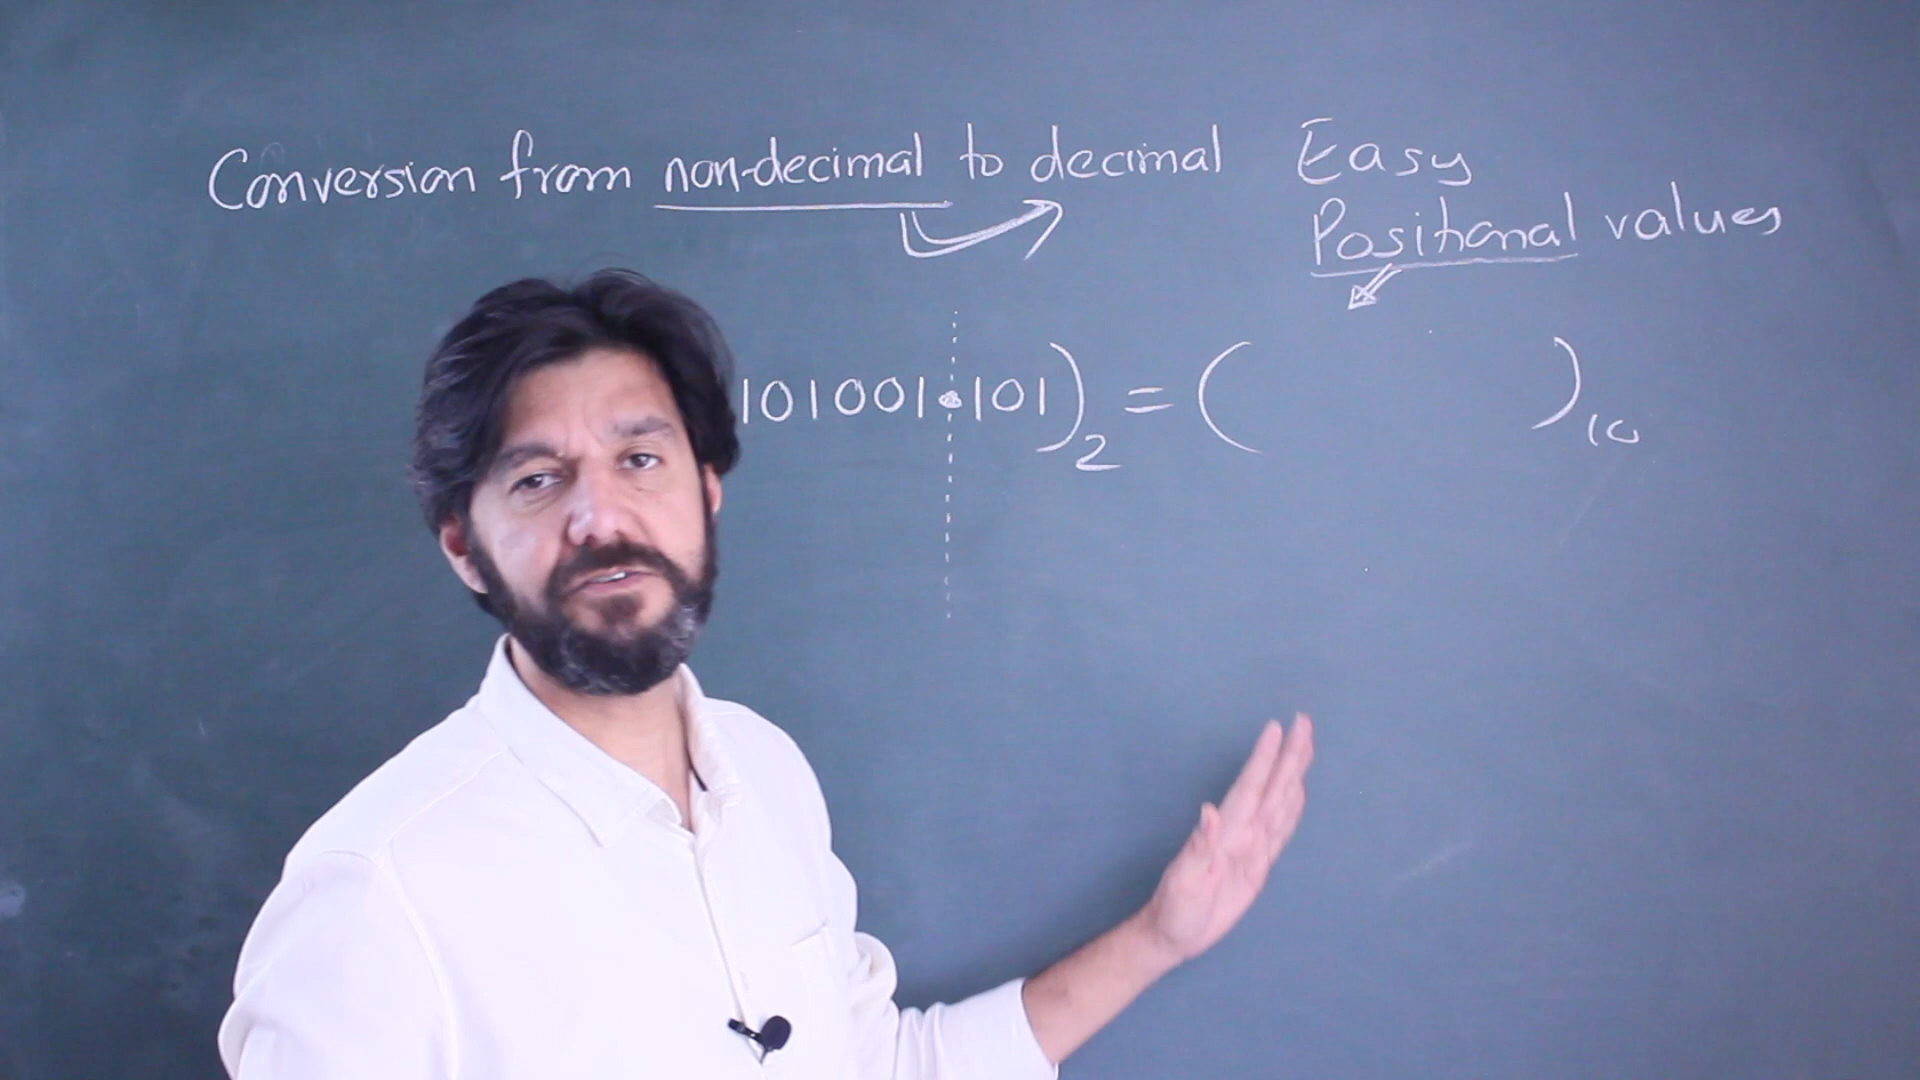 Conversion from non-decimal to decimal Easy
Positional values
101001.101)2 = ( )10